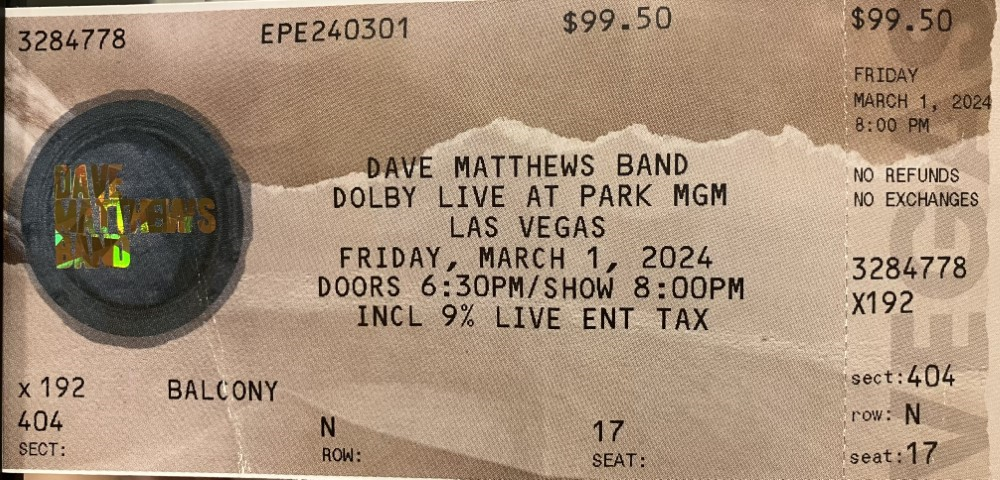 3284778 EPE240301 $99.50
DAVE
MATTHEWS
BAND
DAVE MATTHEWS BAND
DOLBY LIVE AT PARK MGM
LAS VEGAS
FRIDAY, MARCH 1, 2024
DOORS 6:30PM/SHOW 8:00PM
INCL 9% LIVE ENT TAX
x 192 BALCONY
404 N 17
SECT: ROW: SEAT:
$99.50
FRIDAY
MARCH 1, 2024
8:00 PM
NO REFUNDS
NO EXCHANGES
3284778
X192
sect:404
row: N
seat:17